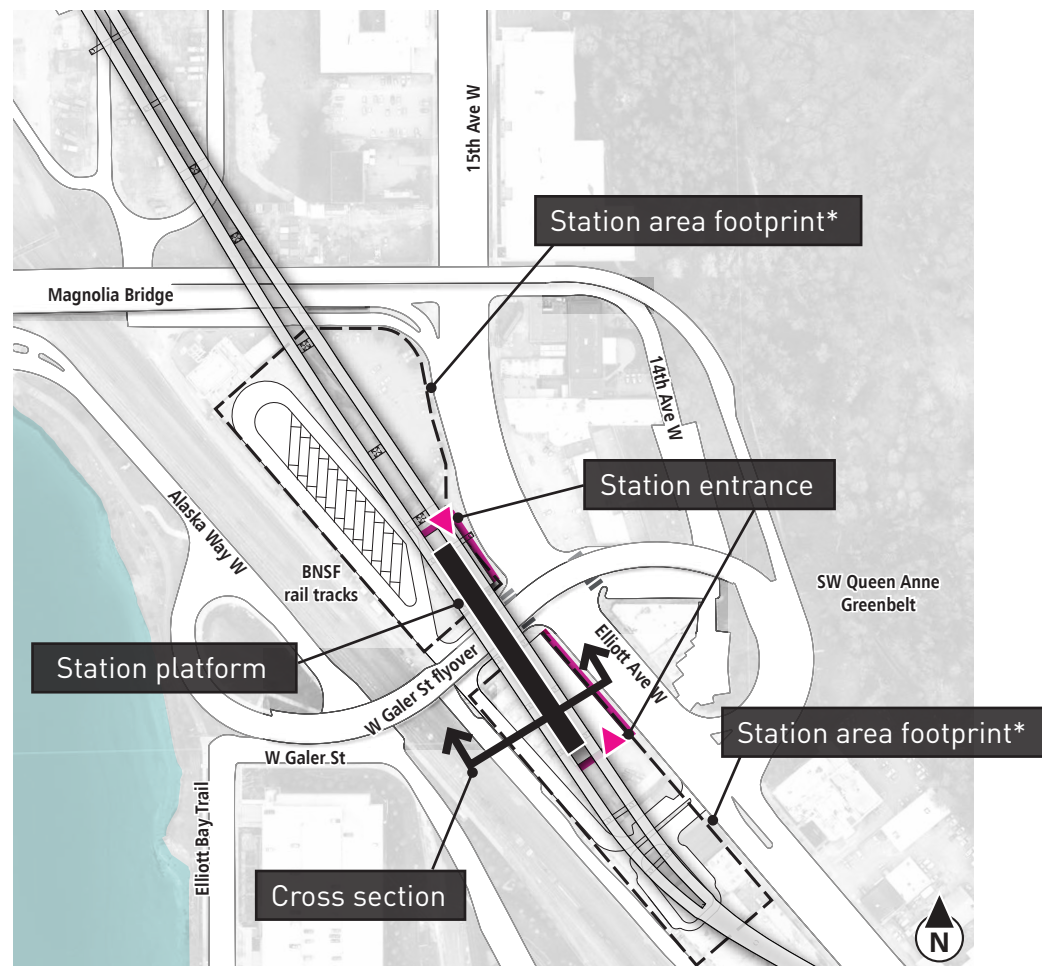 15th Ave W
Station area footprint*
Magnolia Bridge
14th Ave W
Station entrance
Alaska Way W
BNSF
rail tracks
SW Queen Anne
Greenbelt
Station platform
Elliott Ave W
W Galer St flyover
Station area footprint*
W Galer St
Elliott Bay Trail
Cross section
N